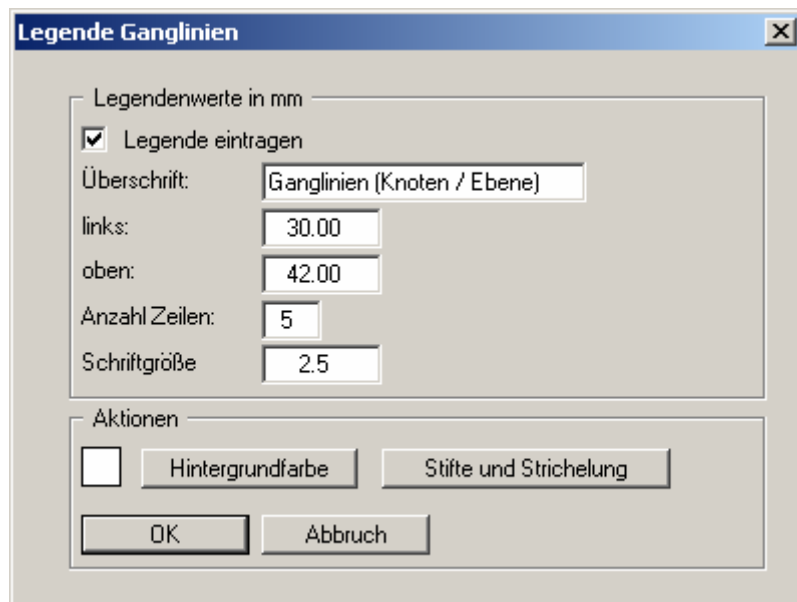 Legende Ganglinien
Legendenwerte in mm
Legende eintragen
Überschrift: Ganglinien (Knoten / Ebene)
links: 30.00
oben: 42.00
Anzahl Zeilen: 5
Schriftgröße 2.5
Aktionen
Hintergrundfarbe Stifte und Strichelung
OK Abbruch